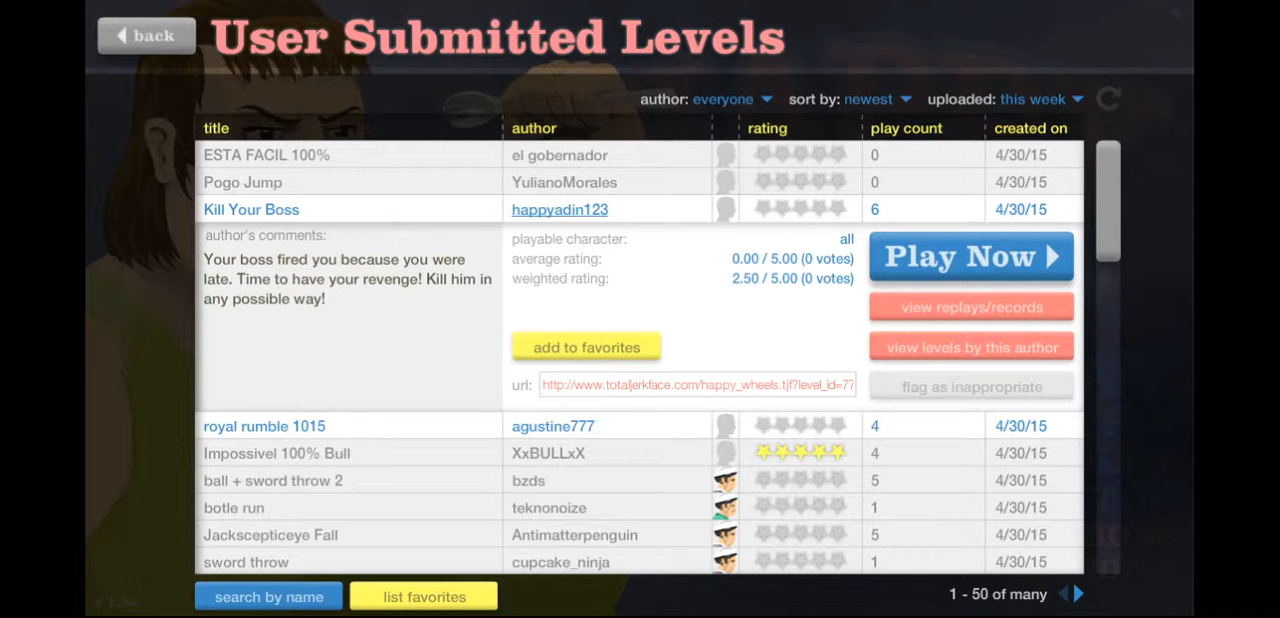 back
User Submitted Levels
author: everyone sort by: newest uploaded: this week
title author rating play count created on
ESTA FACIL 100% el gobernador 0 4/30/15
Pogo Jump YulianoMorales 0 4/30/15
Kill Your Boss happyadin123 6 4/30/15
author's comments:
Your boss fired you because you were
late. Time to have your revenge! Kill him in
any possible way!
playable character: all
average rating: 0.00 / 5.00 (0 votes)
weighted rating: 2.50 / 5.00 (0 votes)
add to favorites
url: http://www.totaljerkface.com/happy_wheels.tjf?level_id=77
Play Now
view replays/records
view levels by this author
flag as inappropriate
royal rumble 1015 agustine777 4 4/30/15
Impossivel 100% Bull XxBULLxX 4 4/30/15
ball + sword throw 2 bzds 5 4/30/15
botle run teknonoize 1 4/30/15
Jackscepticeye Fall Antimatterpenguin 5 4/30/15
sword throw cupcake_ninja 1 4/30/15
search by name list favorites 1 - 50 of many